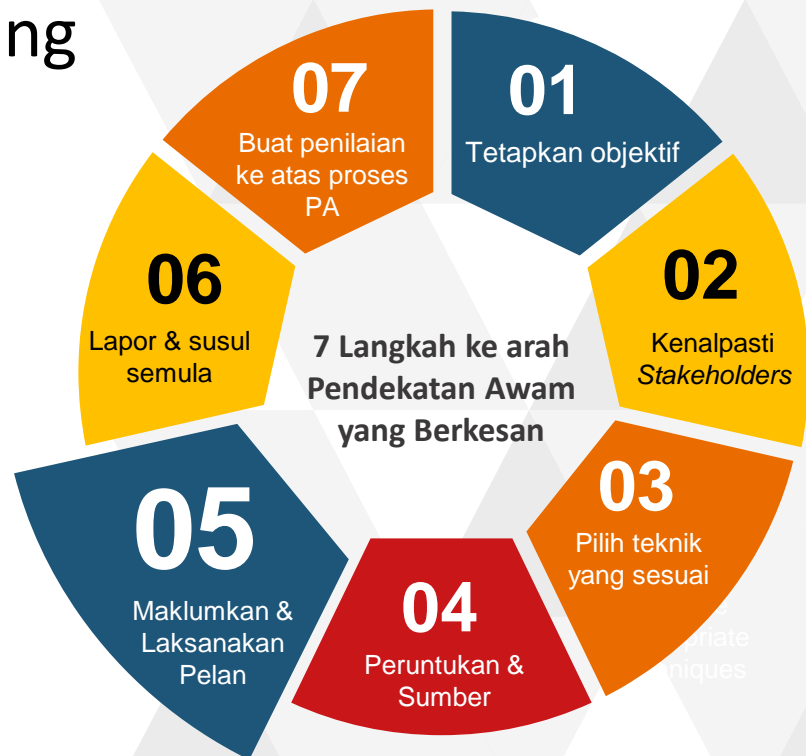 ng
01
Tetapkan objektif
02
Kenalpasti
Stakeholders
03
Pilih teknik
yang sesuai
niques
04
Peruntukan &
Sumber
05
Maklumkan &
Laksanakan
Pelan
06
Lapor & susul
semula
07
Buat penilaian
ke atas proses
PA
7 Langkah ke arah
Pendekatan Awam
yang Berkesan